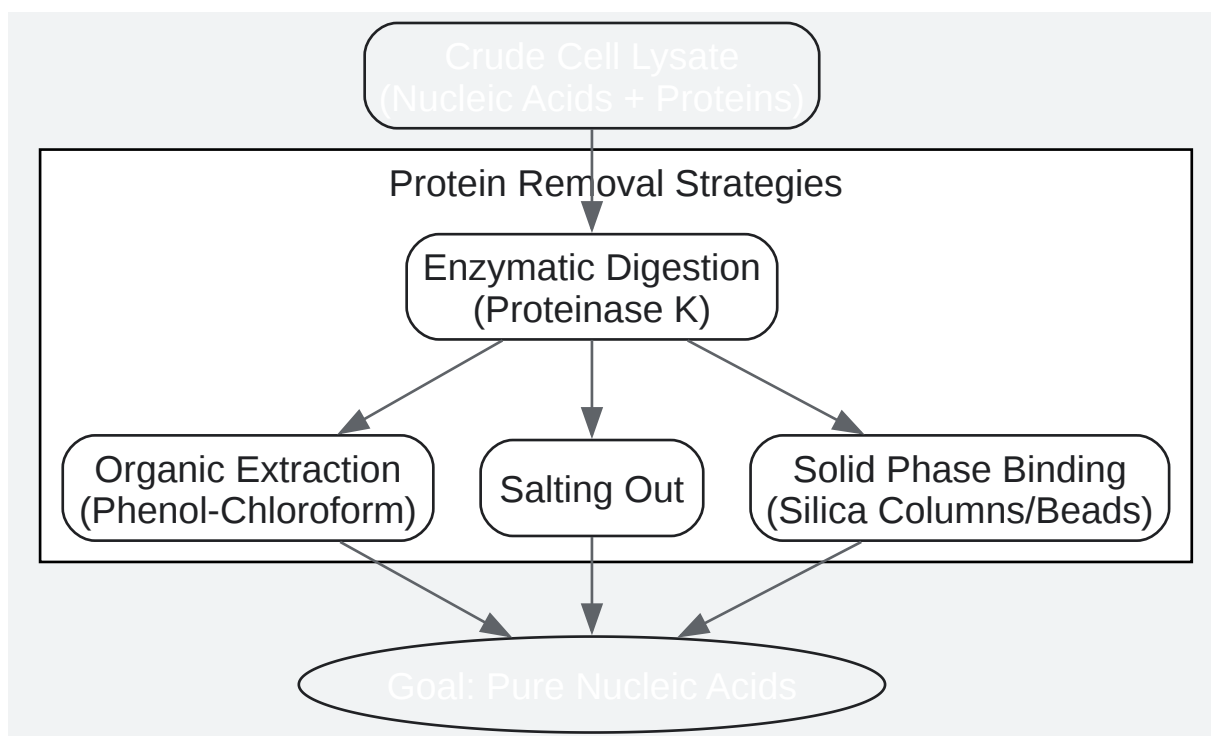 Crude Cell Lysate
(Nucleic Acids + Proteins)
Protein Removal Strategies
Enzymatic Digestion
(Proteinase K)
Organic Extraction
(Phenol-Chloroform)
Salting Out
Solid Phase Binding
(Silica Columns/Beads)
Goal: Pure Nucleic Acids